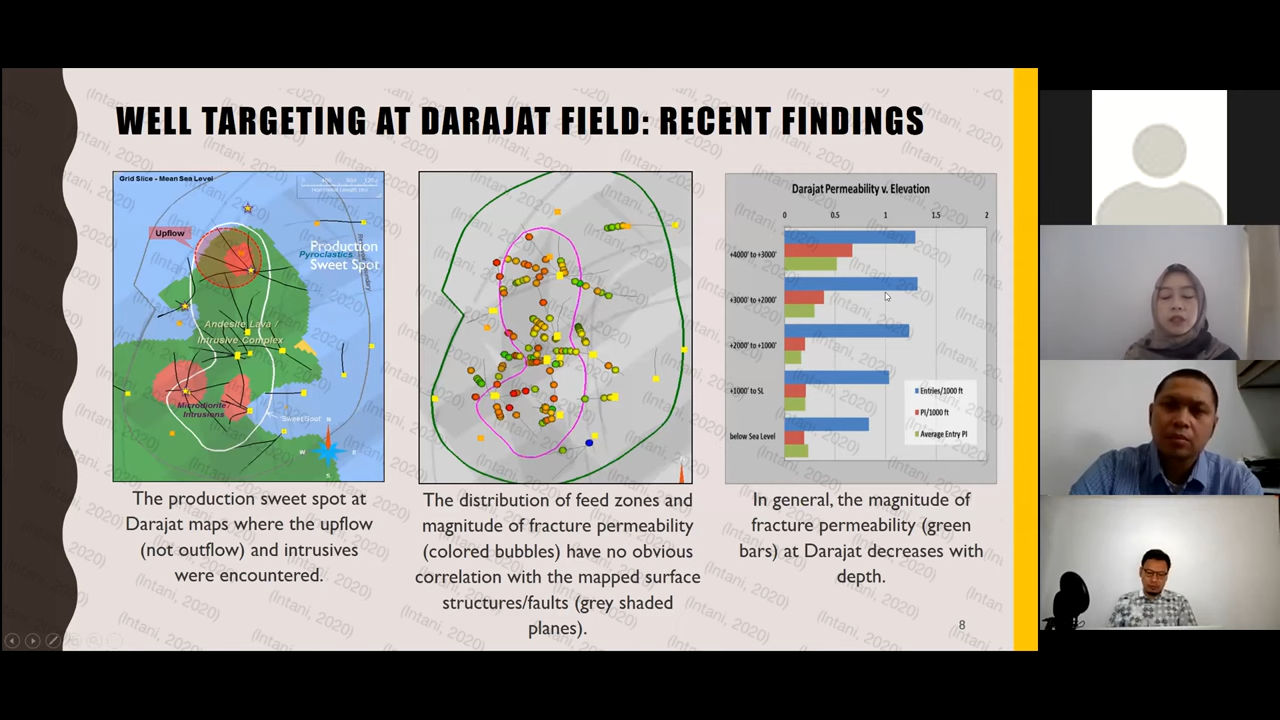 WELL TARGETING AT DARAJAT FIELD: RECENT FINDINGS
Grid Slice - Mean Sea Level
Upflow
Production
Sweet Spot
Pyroclastics
Andesite Lava /
Intrusive Complex
Microdiorite
Intrusions
Sweet Spot
N
W
E
S
The production sweet spot at
Darajat maps where the upflow
(not outflow) and intrusives
were encountered.
The distribution of feed zones and
magnitude of fracture permeability
(colored bubbles) have no obvious
correlation with the mapped surface
structures/faults (grey shaded
planes).
Darajat Permeability v. Elevation
0 0.5 1 1.5 2
+4000' to +3000'
+3000' to +2000'
+2000' to +1000'
+1000' to SL
below Sea Level
Entries/1000 ft
PI/1000 ft
Average Entry PI
In general, the magnitude of
fracture permeability (green
bars) at Darajat decreases with
depth.
8
(Intani, 2020)